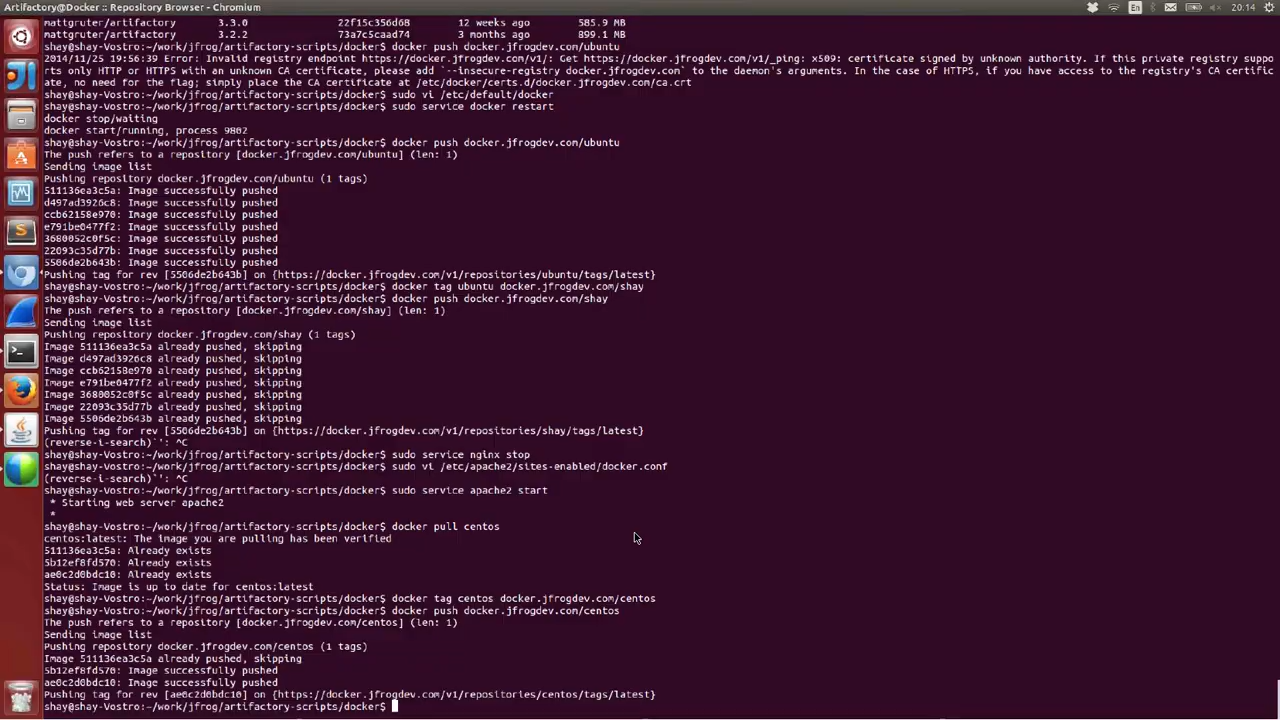 Artifactory@Docker :: Repository Browser - Chromium
En
20:14
mattgruter/artifactory 3.3.0 22f15c356d6B 12 weeks ago 585.9 MB
mattgruter/artifactory 3.2.2 73a7c5caad74 3 months ago 899.1 MB
shay@shay-Vostro:~/work/jfrog/artifactory-scripts/docker$ docker push docker.jfrogdev.com/ubuntu
2014/11/25 19:56:39 Error: Invalid registry endpoint https://docker.jfrogdev.com/v1/: Get https://docker.jfrogdev.com/v1/_ping: x509: certificate signed by unknown authority. If this private registry suppo
rts only HTTP or HTTPS with an unknown CA certificate, please add `--insecure-registry docker.jfrogdev.com` to the daemon's arguments. In the case of HTTPS, if you have access to the registry's CA certific
ate, no need for the flag; simply place the CA certificate at /etc/docker/certs.d/docker.jfrogdev.com/ca.crt
shay@shay-Vostro:~/work/jfrog/artifactory-scripts/docker$ sudo vi /etc/default/docker
shay@shay-Vostro:~/work/jfrog/artifactory-scripts/docker$ sudo service docker restart
docker stop/waiting
docker start/running, process 9802
shay@shay-Vostro:~/work/jfrog/artifactory-scripts/docker$ docker push docker.jfrogdev.com/ubuntu
The push refers to a repository [docker.jfrogdev.com/ubuntu] (len: 1)
Sending image list
Pushing repository docker.jfrogdev.com/ubuntu (1 tags)
511136ea3c5a: Image successfully pushed
d497ad3926c8: Image successfully pushed
ccb62158e970: Image successfully pushed
e791be0477f2: Image successfully pushed
3680052c0f5c: Image successfully pushed
22093c35d77b: Image successfully pushed
5506de2b643b: Image successfully pushed
Pushing tag for rev [5506de2b643b] on {https://docker.jfrogdev.com/v1/repositories/ubuntu/tags/latest}
shay@shay-Vostro:~/work/jfrog/artifactory-scripts/docker$ docker tag ubuntu docker.jfrogdev.com/shay
shay@shay-Vostro:~/work/jfrog/artifactory-scripts/docker$ docker push docker.jfrogdev.com/shay
The push refers to a repository [docker.jfrogdev.com/shay] (len: 1)
Sending image list
Pushing repository docker.jfrogdev.com/shay (1 tags)
Image 511136ea3c5a already pushed, skipping
Image d497ad3926c8 already pushed, skipping
Image ccb62158e970 already pushed, skipping
Image e791be0477f2 already pushed, skipping
Image 3680052c0f5c already pushed, skipping
Image 22093c35d77b already pushed, skipping
Image 5506de2b643b already pushed, skipping
Pushing tag for rev [5506de2b643b] on {https://docker.jfrogdev.com/v1/repositories/shay/tags/latest}
(reverse-i-search)`': ^C
shay@shay-Vostro:~/work/jfrog/artifactory-scripts/docker$ sudo service nginx stop
shay@shay-Vostro:~/work/jfrog/artifactory-scripts/docker$ sudo vi /etc/apache2/sites-enabled/docker.conf
(reverse-i-search)`': ^C
shay@shay-Vostro:~/work/jfrog/artifactory-scripts/docker$ sudo service apache2 start
* Starting web server apache2
*
shay@shay-Vostro:~/work/jfrog/artifactory-scripts/docker$ docker pull centos
centos:latest: The image you are pulling has been verified
511136ea3c5a: Already exists
5b12ef8fd570: Already exists
ae0c2d0bdc10: Already exists
Status: Image is up to date for centos:latest
shay@shay-Vostro:~/work/jfrog/artifactory-scripts/docker$ docker tag centos docker.jfrogdev.com/centos
shay@shay-Vostro:~/work/jfrog/artifactory-scripts/docker$ docker push docker.jfrogdev.com/centos
The push refers to a repository [docker.jfrogdev.com/centos] (len: 1)
Sending image list
Pushing repository docker.jfrogdev.com/centos (1 tags)
Image 511136ea3c5a already pushed, skipping
5b12ef8fd570: Image successfully pushed
ae0c2d0bdc10: Image successfully pushed
Pushing tag for rev [ae0c2d0bdc10] on {https://docker.jfrogdev.com/v1/repositories/centos/tags/latest}
shay@shay-Vostro:~/work/jfrog/artifactory-scripts/docker$